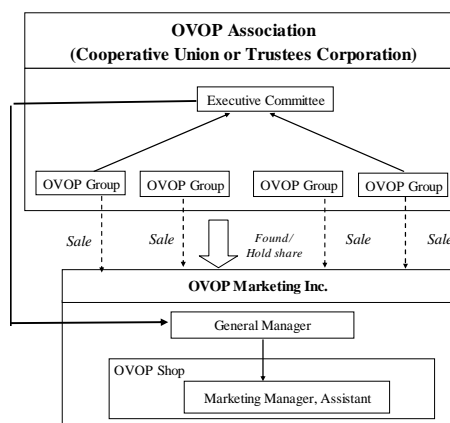 OVOP Association
(Cooperative Union or Trustees Corporation)
Executive Committee
OVOP Group
OVOP Group
OVOP Group
OVOP Group
Sale
Sale
Found/
Hold share
Sale
Sale
OVOP Marketing Inc.
General Manager
OVOP Shop
Marketing Manager, Assistant